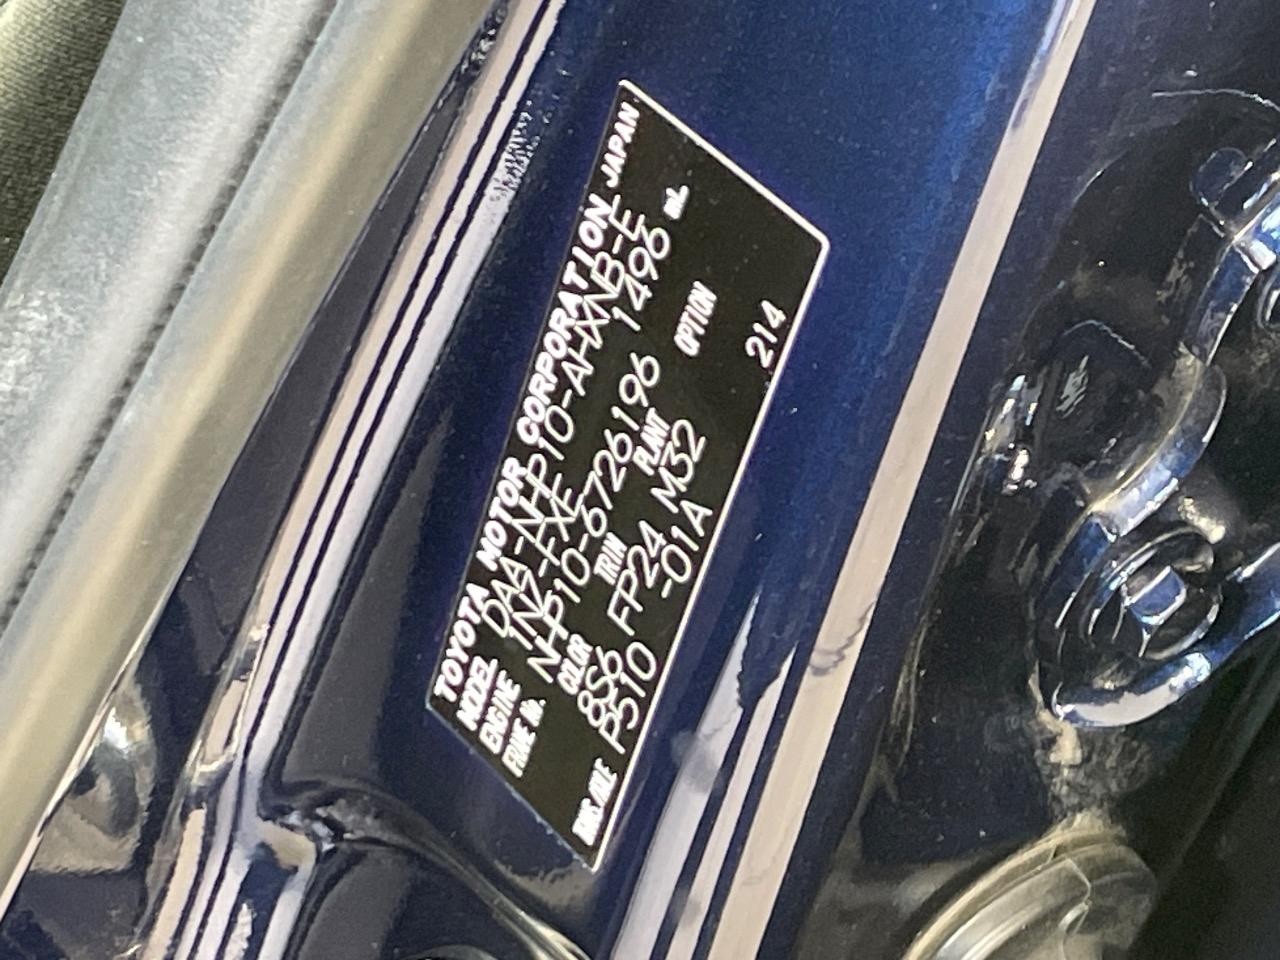 TOYOTA MOTOR CORPORATION JAPAN
MODEL DAA-NHP10-AHXNB-E
ENGINE 1NZ-FXE 1496 mL
FRAME No. NHP10-6726196
COLOR TRIM PLANT OPTION
8S6 FP24 M32
TRANS./AXLE P510 -01A 214